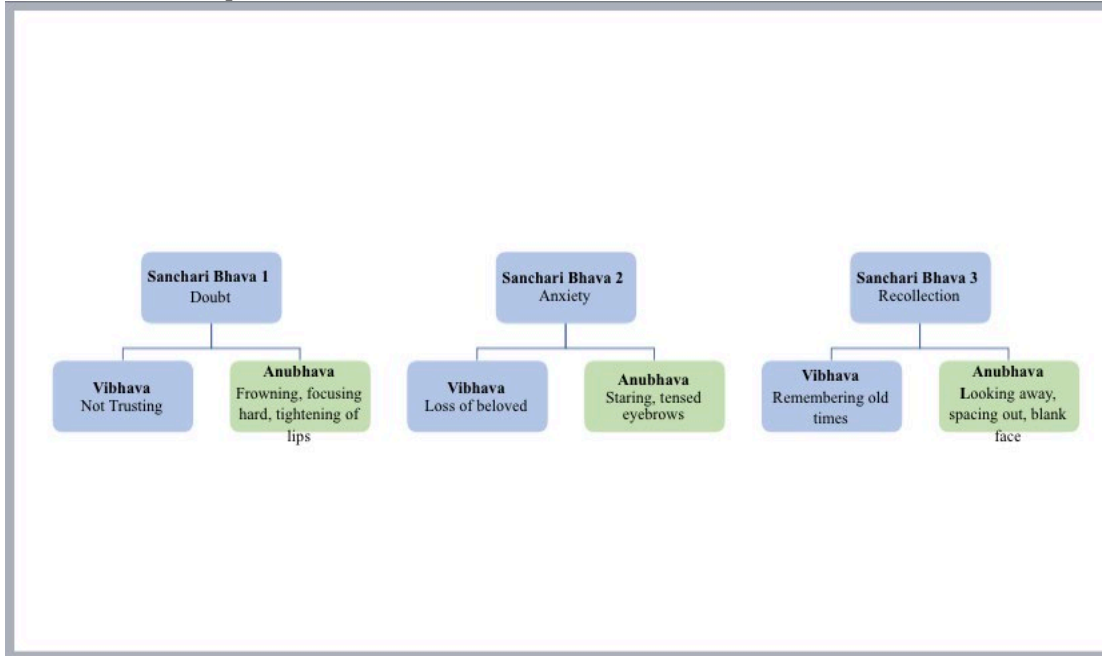 Sanchari Bhava 1
Doubt
Vibhava
Not Trusting
Anubhava
Frowning, focusing
hard, tightening of
lips
Sanchari Bhava 2
Anxiety
Vibhava
Loss of beloved
Anubhava
Staring, tensed
eyebrows
Sanchari Bhava 3
Recollection
Vibhava
Remembering old
times
Anubhava
Looking away,
spacing out, blank
face